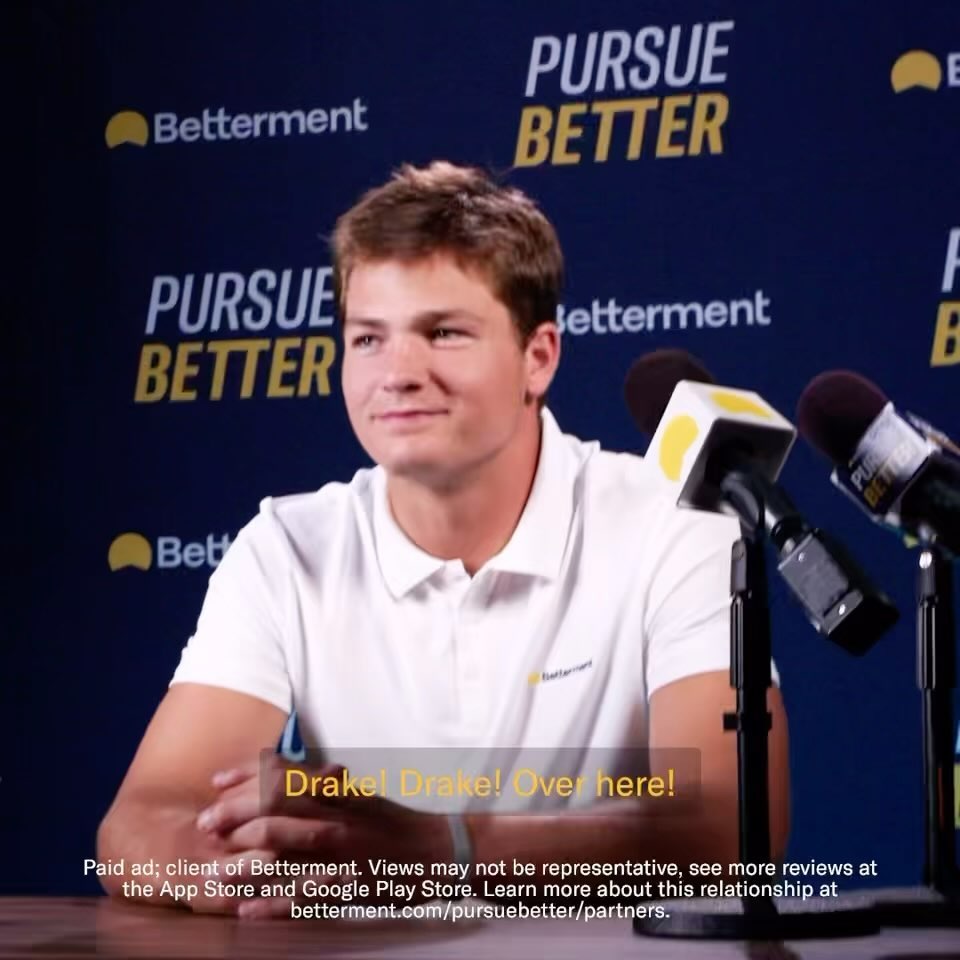 PURSUE
BETTER
Betterment
PURSUE
BETTER
Betterment
Betterment
PURSUE
BETTER
Drake! Drake! Over here!
Paid ad; client of Betterment. Views may not be representative, see more reviews at
the App Store and Google Play Store. Learn more about this relationship at
betterment.com/pursuebetter/partners.